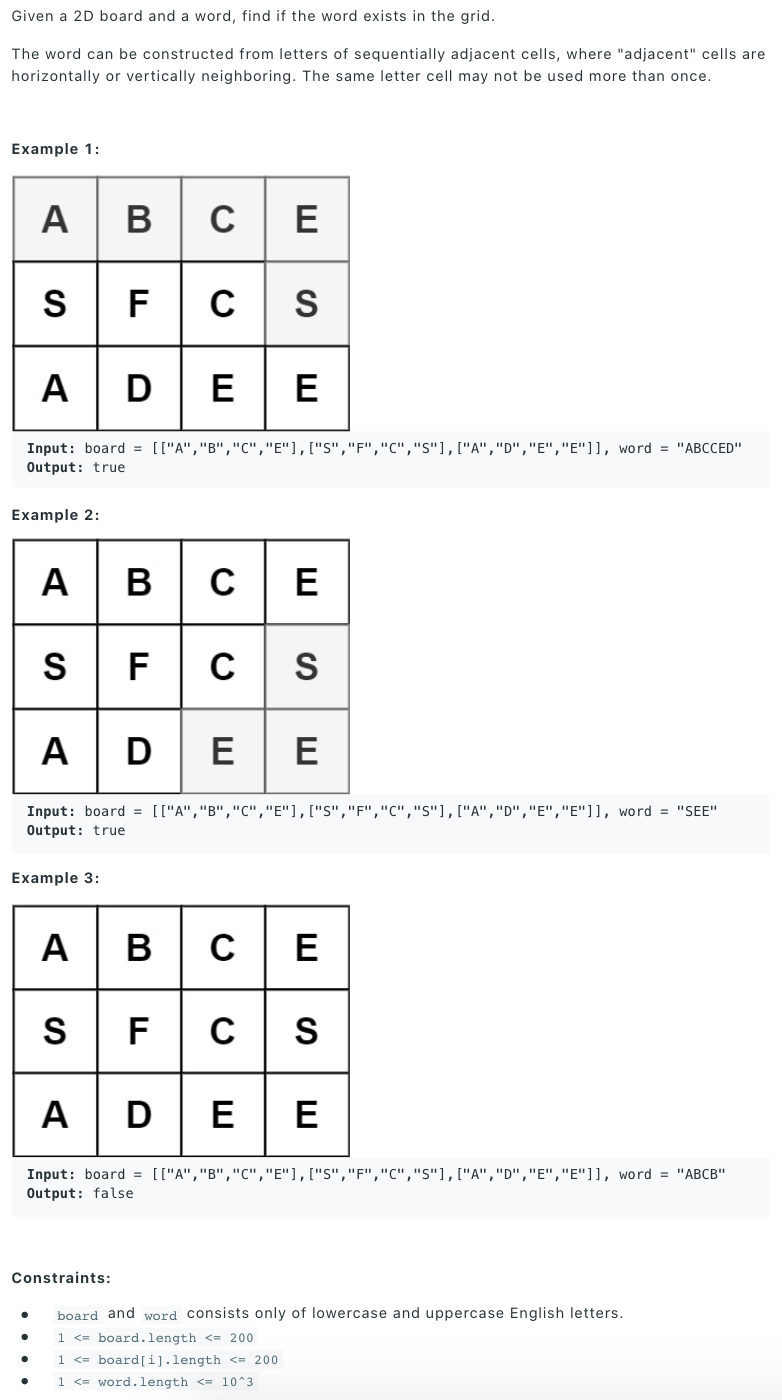 Given a 2D board and a word, find if the word exists in the grid.
The word can be constructed from letters of sequentially adjacent cells, where "adjacent" cells are
horizontally or vertically neighboring. The same letter cell may not be used more than once.
Example 1:
A B C E
S F C S
A D E E
Input: board = [["A","B","C","E"],["S","F","C","S"],["A","D","E","E"]], word = "ABCCED"
Output: true
Example 2:
A B C E
S F C S
A D E E
Input: board = [["A","B","C","E"],["S","F","C","S"],["A","D","E","E"]], word = "SEE"
Output: true
Example 3:
A B C E
S F C S
A D E E
Input: board = [["A","B","C","E"],["S","F","C","S"],["A","D","E","E"]], word = "ABCB"
Output: false
Constraints:
• board and word consists only of lowercase and uppercase English letters.
• 1 <= board.length <= 200
• 1 <= board[i].length <= 200
• 1 <= word.length <= 10^3